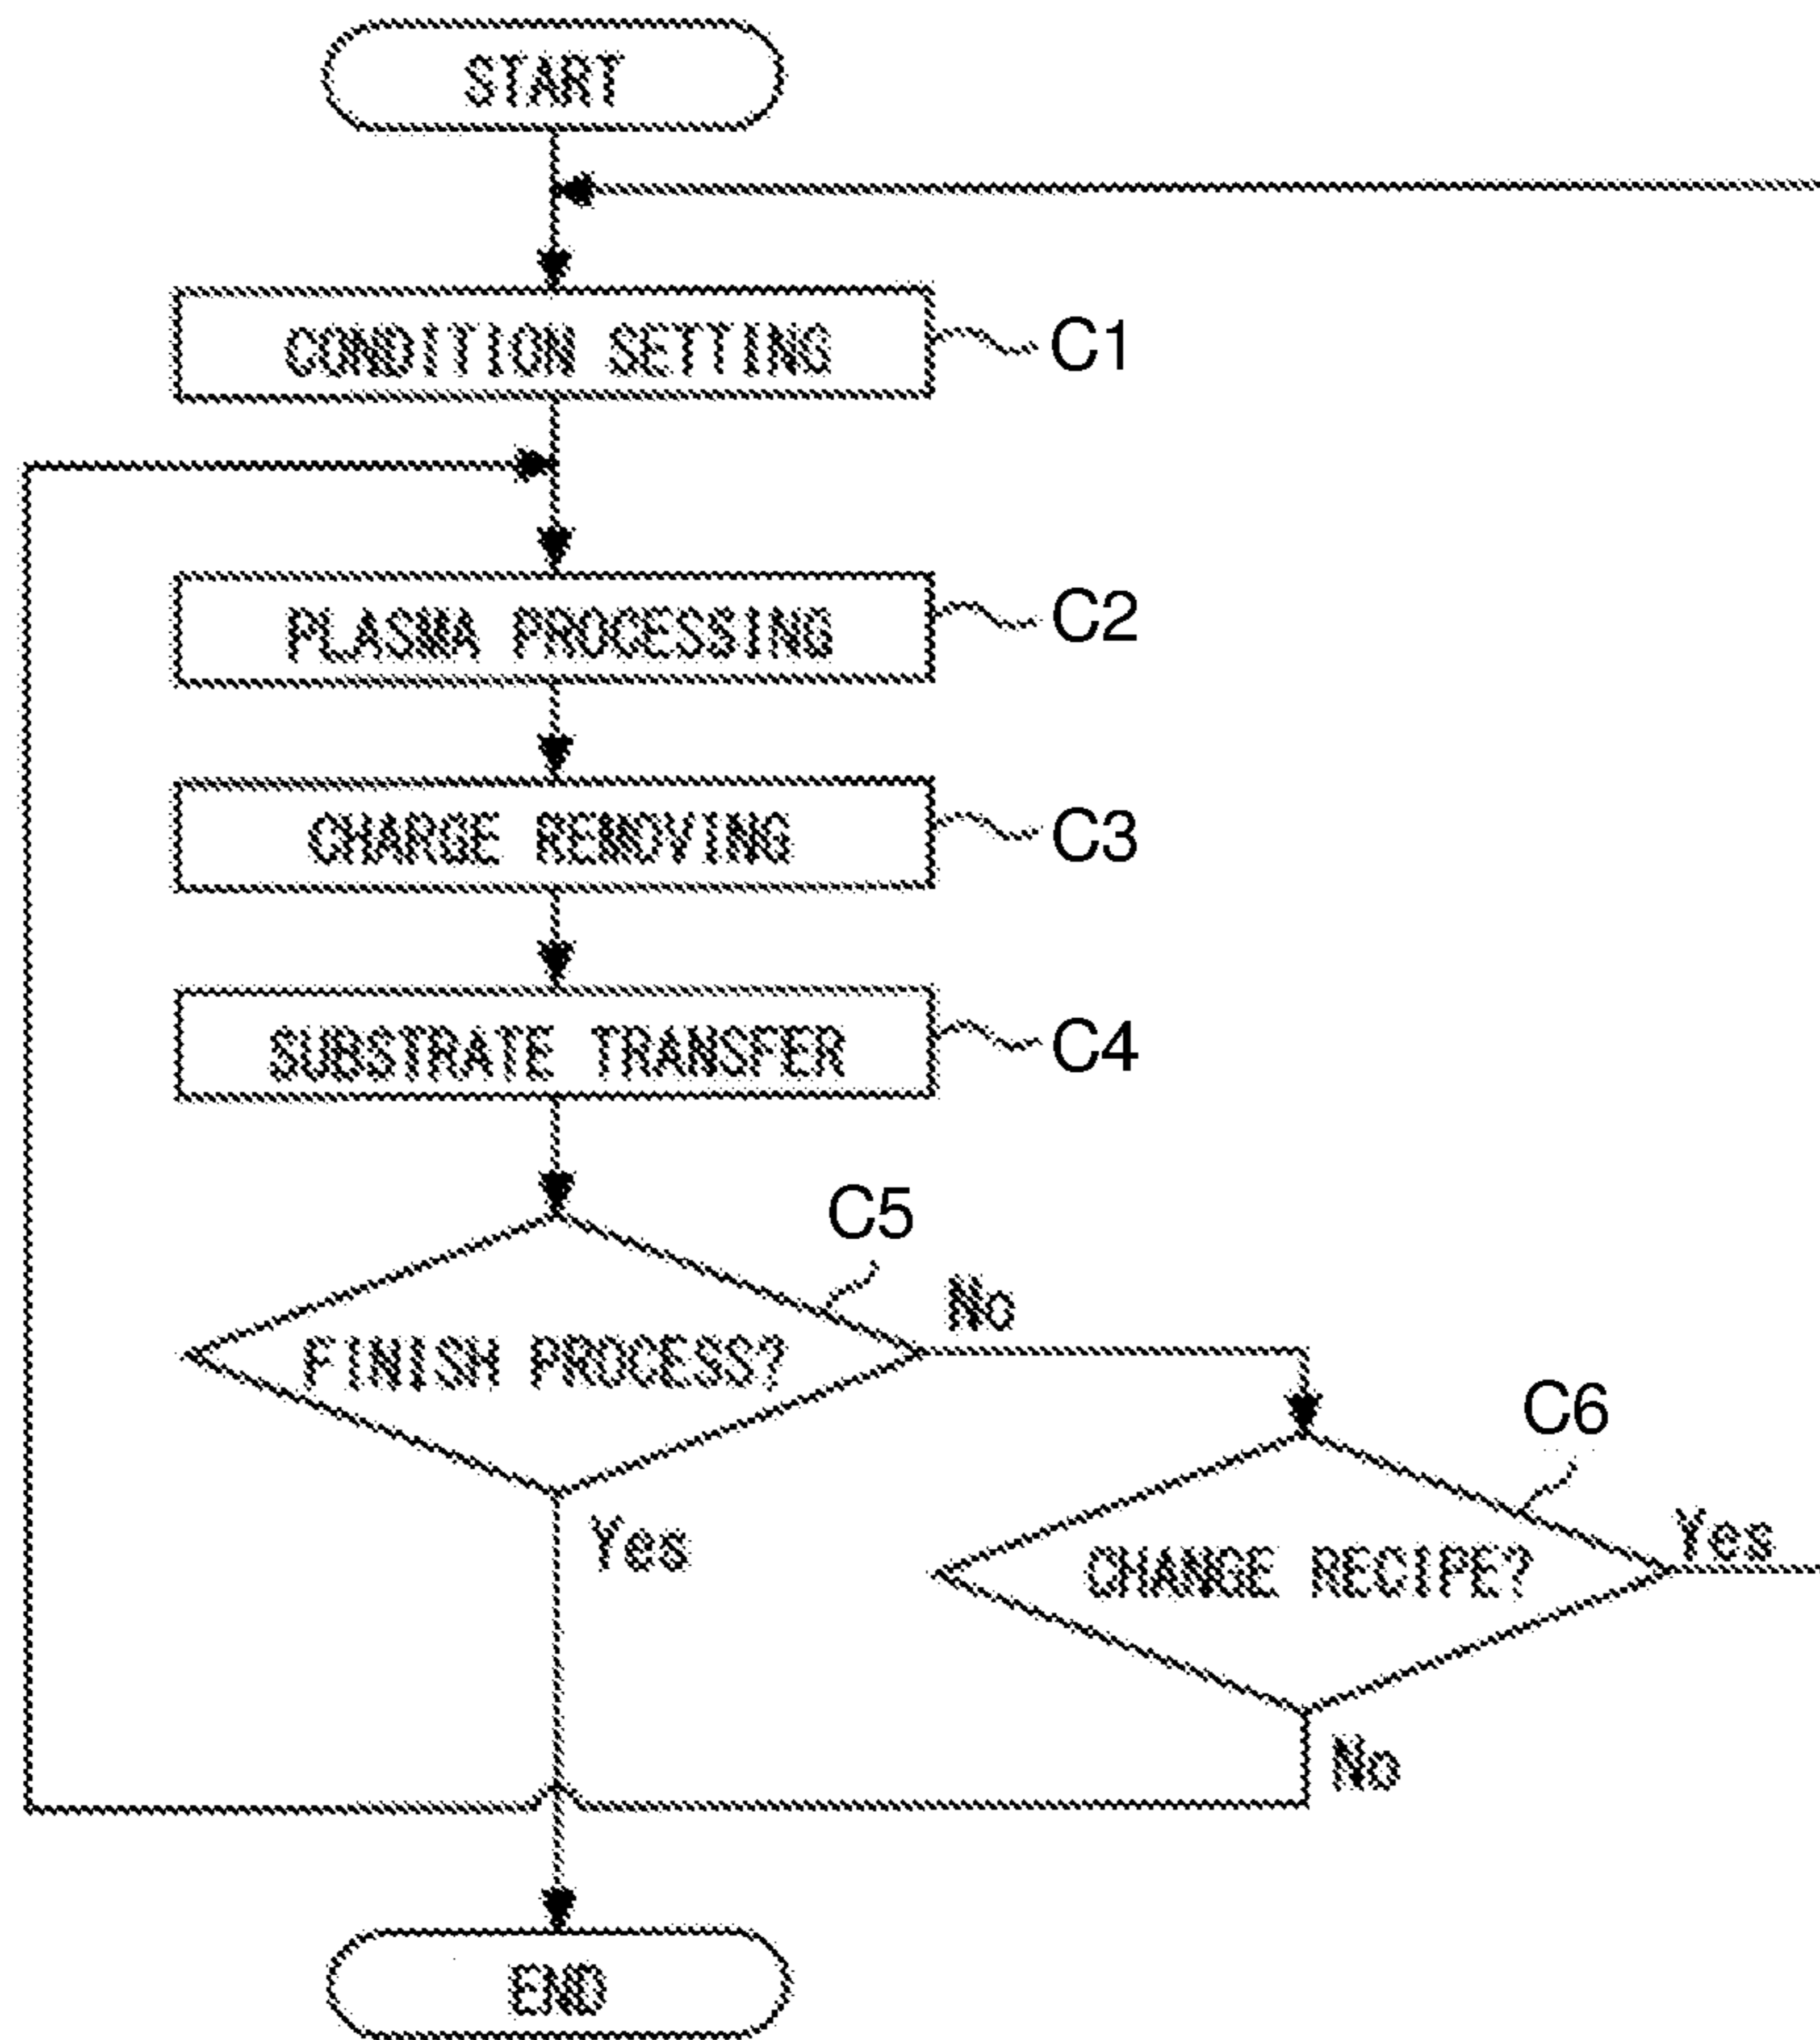 START
CONDITION SETTING
C1
PLASMA PROCESSING
C2
CHARGE REMOVING
C3
SUBSTRATE TRANSFER
C4
C5
FINISH PROCESS?
No
Yes
C6
CHANGE RECIPE?
Yes
No
END